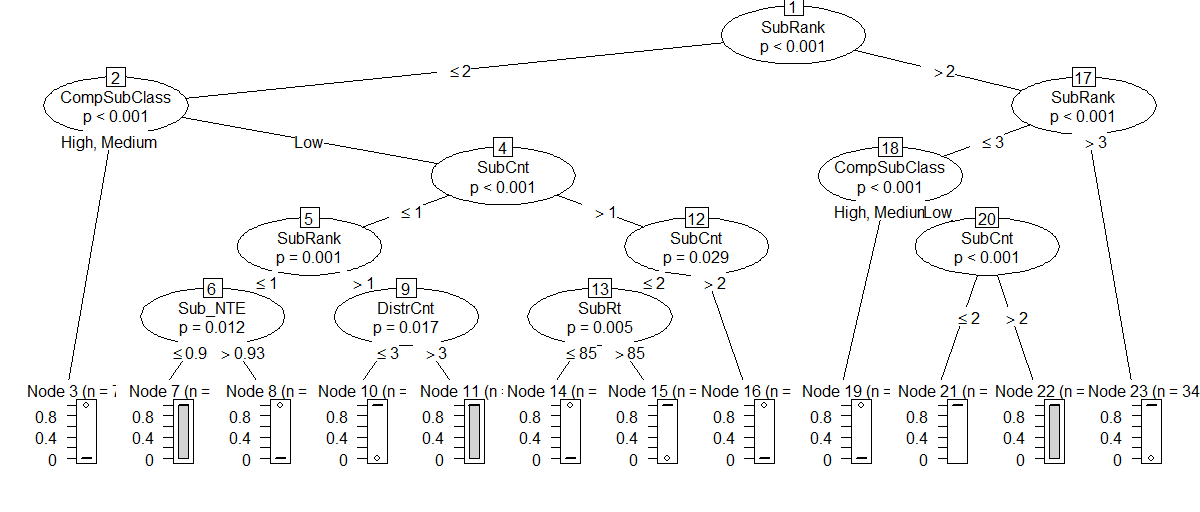 1
SubRank
p < 0.001
≤ 2
> 2
2
CompSubClass
p < 0.001
17
SubRank
p < 0.001
High, Medium
Low
≤ 3
> 3
4
SubCnt
p < 0.001
18
CompSubClass
p < 0.001
≤ 1
> 1
High, Medium
Low
5
SubRank
p = 0.001
12
SubCnt
p = 0.029
20
SubCnt
p < 0.001
≤ 1
> 1
≤ 2
> 2
6
Sub_NTE
p = 0.012
9
DistrCnt
p = 0.017
13
SubRt
p = 0.005
≤ 2
> 2
≤ 0.9
> 0.93
≤ 3
> 3
≤ 85
> 85
Node 3 (n =
Node 7 (n =
Node 8 (n =
Node 10 (n =
Node 11 (n
Node 14 (n =
Node 15 (n =
Node 16 (n =
Node 19 (n =
Node 21 (n =
Node 22 (n =
Node 23 (n = 34
0.8 0.8 0.8 0.8 0.8 0.8 0.8 0.8 0.8 0.8 0.8 0.8
0.4 0.4 0.4 0.4 0.4 0.4 0.4 0.4 0.4 0.4 0.4 0.4
0 0 0 0 0 0 0 0 0 0 0 0